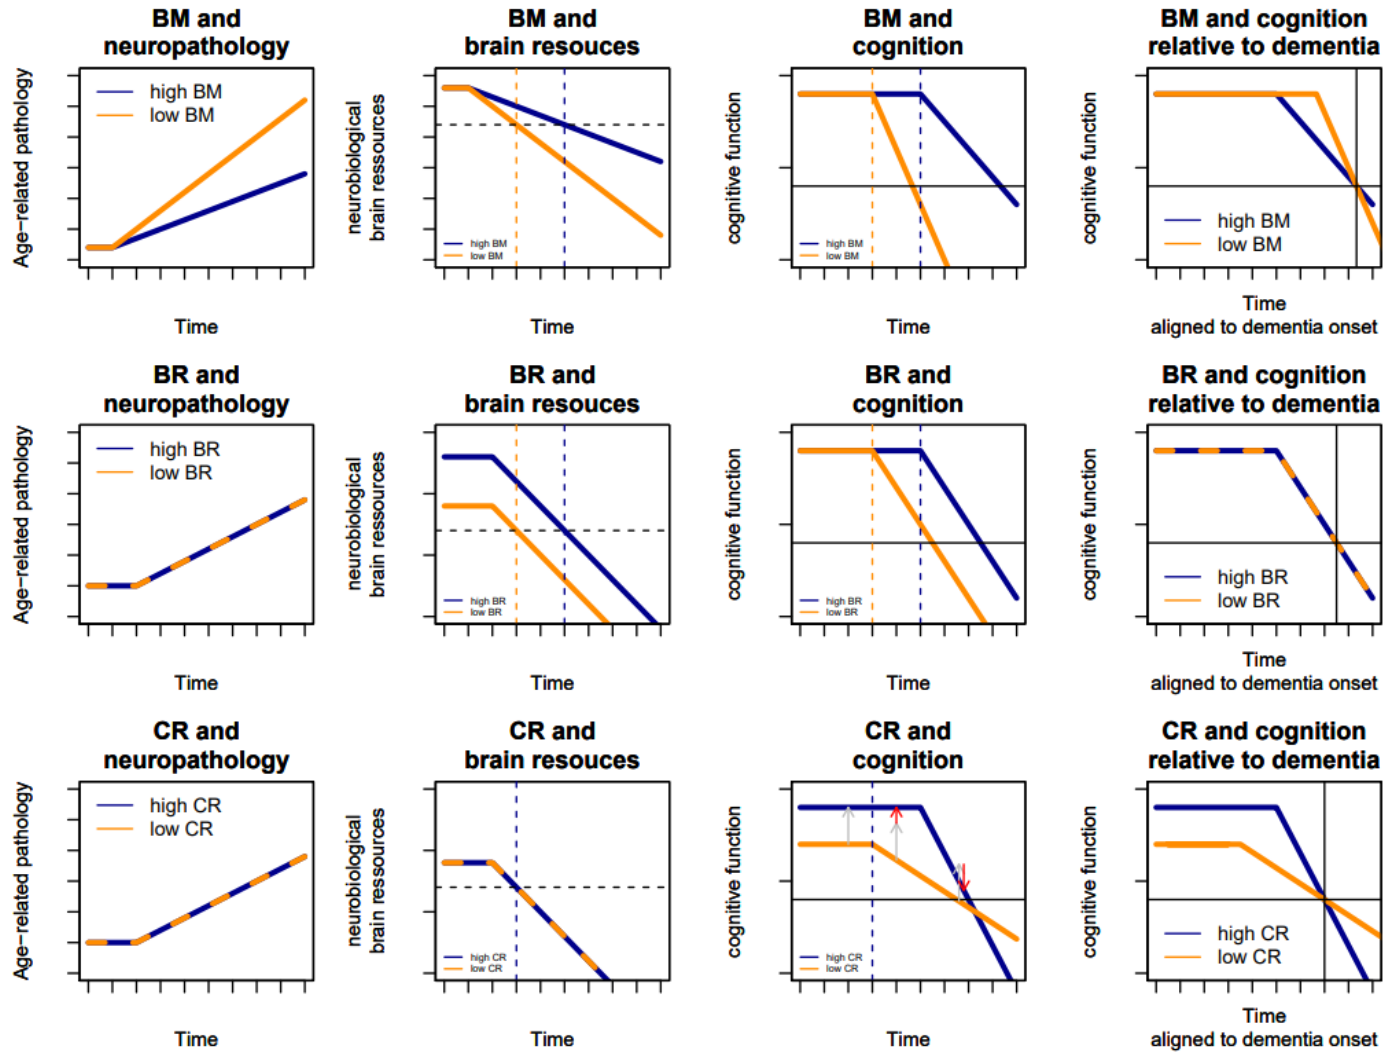 BM and
neuropathology
Age-related pathology
high BM
low BM
Time
BM and
brain resouces
neurobiological
brain ressources
high BM
low BM
Time
BM and
cognition
cognitive function
high BM
low BM
Time
BM and cognition
relative to dementia
cognitive function
high BM
low BM
Time
aligned to dementia onset
BR and
neuropathology
Age-related pathology
high BR
low BR
Time
BR and
brain resouces
neurobiological
brain ressources
high BR
low BR
Time
BR and
cognition
cognitive function
high BR
low BR
Time
BR and cognition
relative to dementia
cognitive function
high BR
low BR
Time
aligned to dementia onset
CR and
neuropathology
Age-related pathology
high CR
low CR
Time
CR and
brain resouces
neurobiological
brain ressources
high CR
low CR
Time
CR and
cognition
cognitive function
high CR
low CR
Time
CR and cognition
relative to dementia
cognitive function
high CR
low CR
Time
aligned to dementia onset